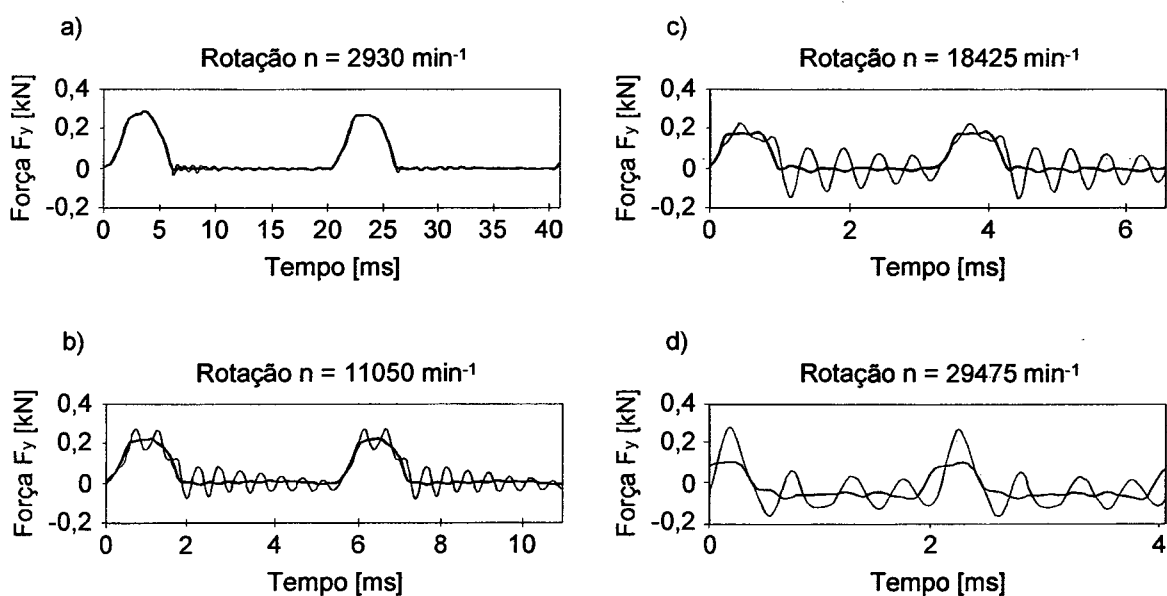 a)
Rotação n = 2930 min⁻¹
Força Fy [kN]
0,4
0,2
0
-0,2
0 5 10 15 20 25 30 35 40
Tempo [ms]
b)
Rotação n = 11050 min⁻¹
Força Fy [kN]
0,4
0,2
0
-0,2
0 2 4 6 8 10
Tempo [ms]
c)
Rotação n = 18425 min⁻¹
Força Fy [kN]
0,4
0,2
0
-0,2
0 2 4 6
Tempo [ms]
d)
Rotação n = 29475 min⁻¹
Força Fy [kN]
0,4
0,2
0
-0,2
0 2 4
Tempo [ms]